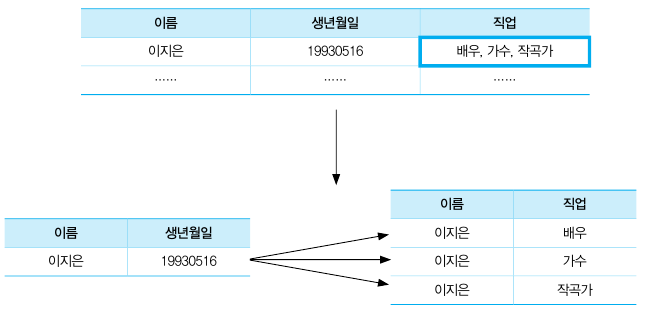 이름 생년월일 직업
이지은 19930516 배우, 가수, 작곡가
…… …… ……
이름 생년월일
이지은 19930516
이름 직업
이지은 배우
이지은 가수
이지은 작곡가